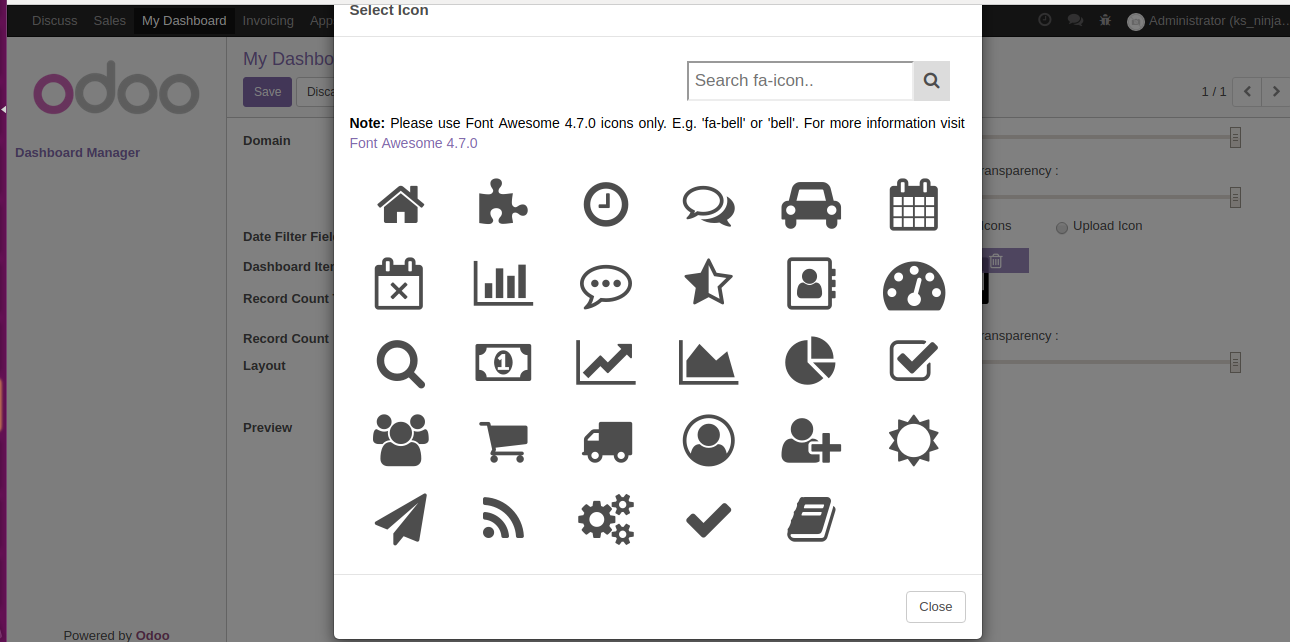 Select Icon
Discuss Sales My Dashboard Invoicing App
Administrator (ks_ninja...
odoo
My Dashbo
Save
Disca
1 / 1
Search fa-icon..
Note: Please use Font Awesome 4.7.0 icons only. E.g. 'fa-bell' or 'bell'. For more information visit
Font Awesome 4.7.0
Dashboard Manager
Domain
ransparency :
Date Filter Fiel
Icons
Upload Icon
Dashboard Iter
Record Count
Record Count
ransparency :
Layout
Preview
1
Close
Powered by Odoo